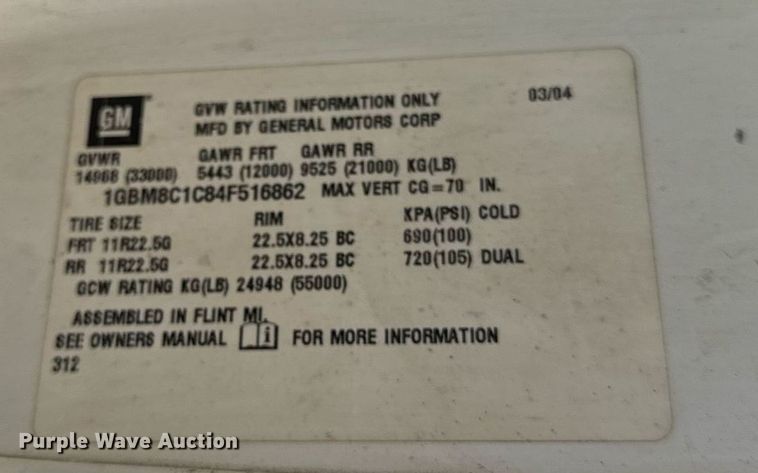 GM
GVW RATING INFORMATION ONLY 03/04
MFD BY GENERAL MOTORS CORP
GVWR GAWR FRT GAWR RR
14968 (33000) 5443 (12000) 9525 (21000) KG(LB)
1GBM8C1C84F516862 MAX VERT CG=70 IN.
TIRE SIZE RIM KPA(PSI) COLD
FRT 11R22.5G 22.5X8.25 BC 690(100)
RR 11R22.5G 22.5X8.25 BC 720(105) DUAL
GCW RATING KG(LB) 24948 (55000)
ASSEMBLED IN FLINT MI.
SEE OWNERS MANUAL i FOR MORE INFORMATION
312
Purple Wave Auction